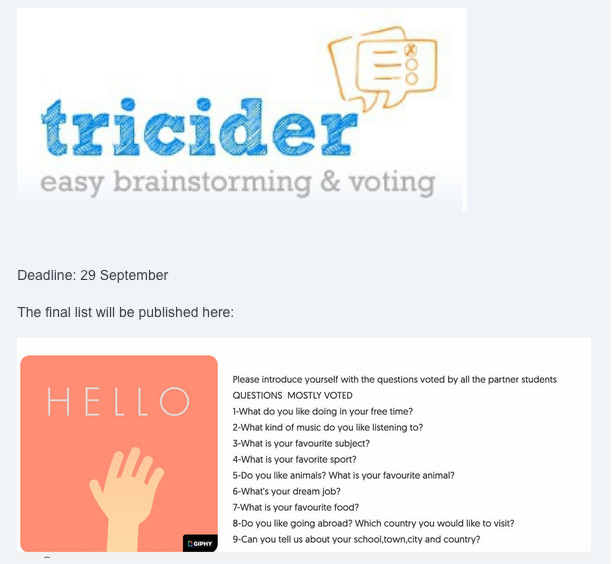 tricider
easy brainstorming & voting
Deadline: 29 September
The final list will be published here:
HELLO
GIPHY
Please introduce yourself with the questions voted by all the partner students
QUESTIONS  MOSTLY VOTED
1-What do you like doing in your free time?
2-What kind of music do you like listening to?
3-What is your favourite subject?
4-What is your favorite sport?
5-Do you like animals? What is your favourite animal?
6-What's your dream job?
7-What is your favourite food?
8-Do you like going abroad? Which country you would like to visit?
9-Can you tell us about your school,town,city and country?